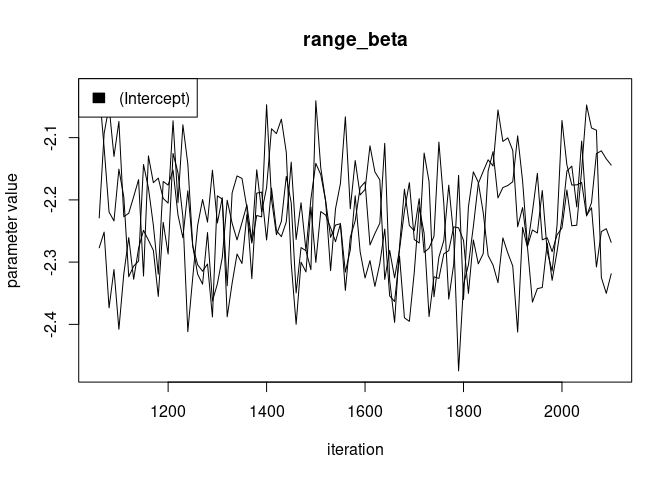 range_beta
(Intercept)
parameter value
-2.1
-2.2
-2.3
-2.4
1200 1400 1600 1800 2000
iteration